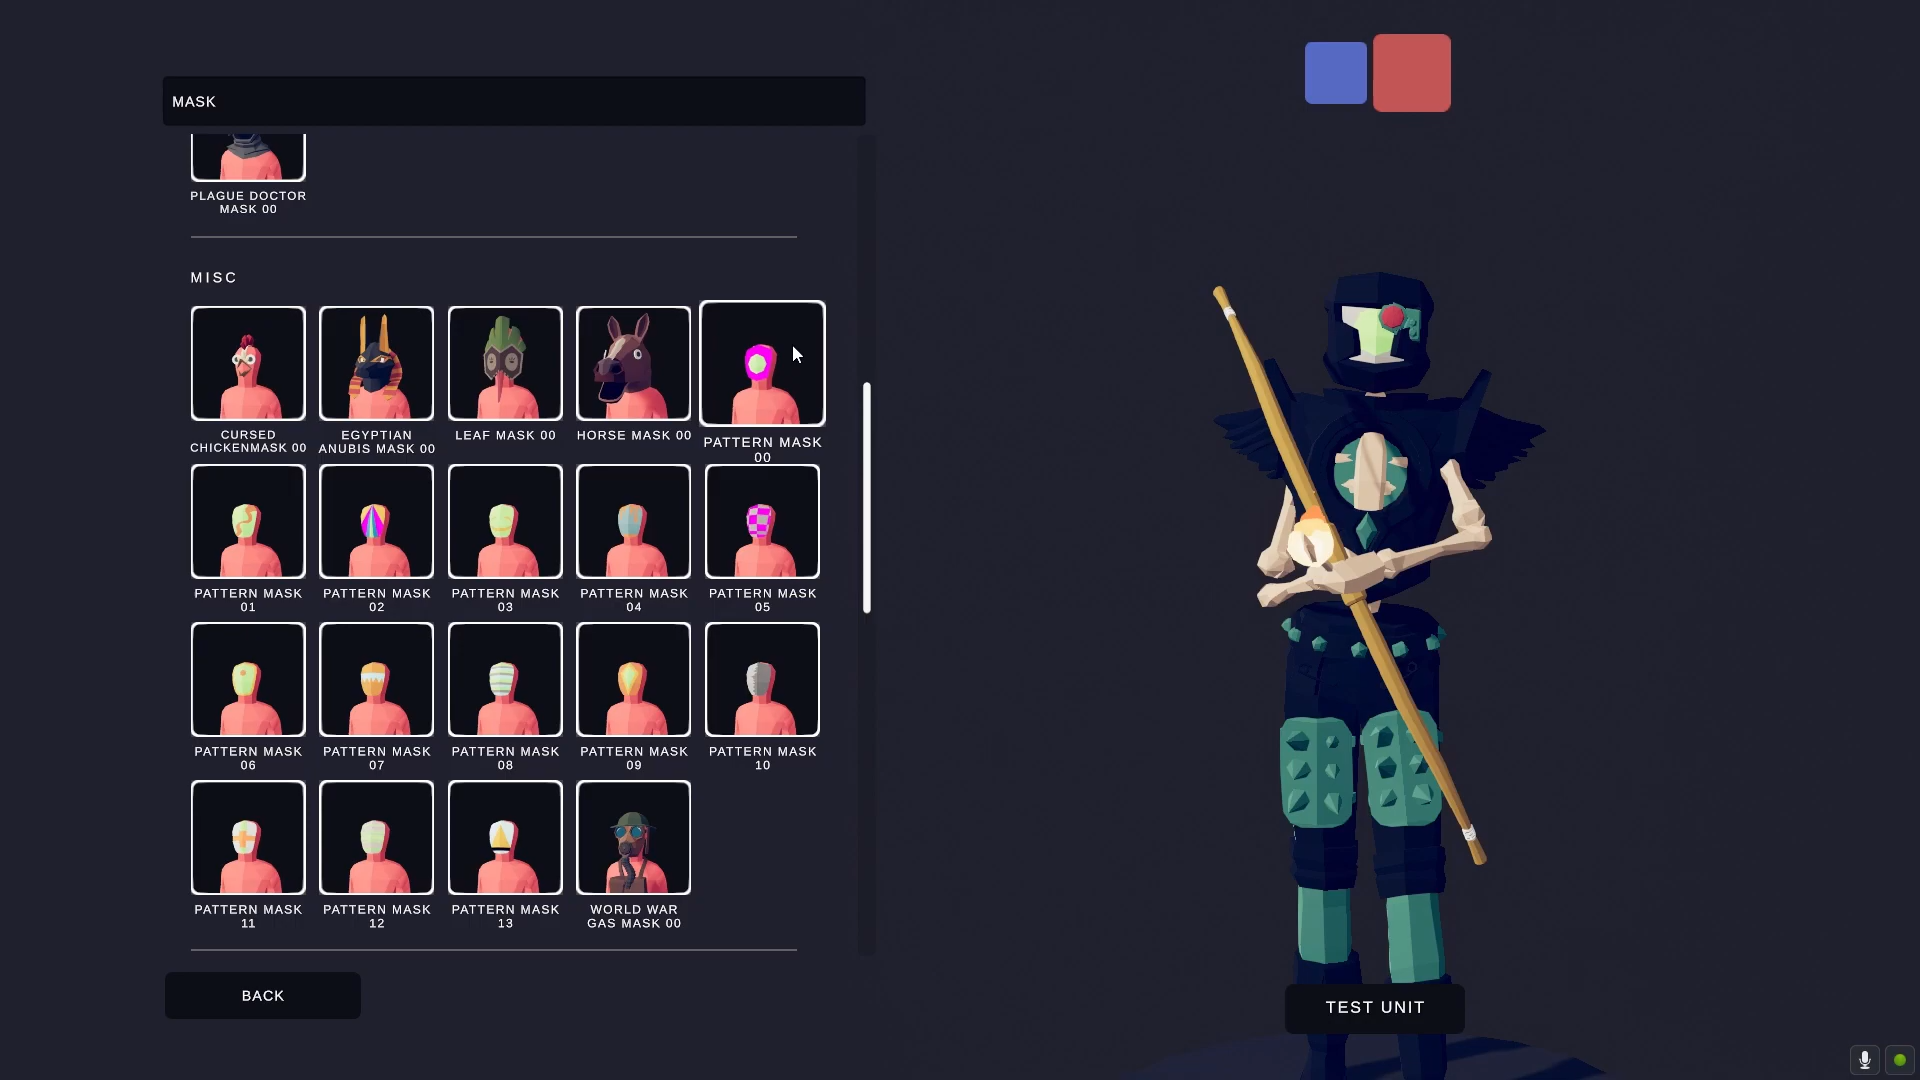 MASK
PLAGUE DOCTOR
MASK 00
MISC
CURSED
CHICKENMASK 00
EGYPTIAN
ANUBIS MASK 00
LEAF MASK 00
HORSE MASK 00
PATTERN MASK
00
PATTERN MASK
01
PATTERN MASK
02
PATTERN MASK
03
PATTERN MASK
04
PATTERN MASK
05
PATTERN MASK
06
PATTERN MASK
07
PATTERN MASK
08
PATTERN MASK
09
PATTERN MASK
10
PATTERN MASK
11
PATTERN MASK
12
PATTERN MASK
13
WORLD WAR
GAS MASK 00
BACK
TEST UNIT